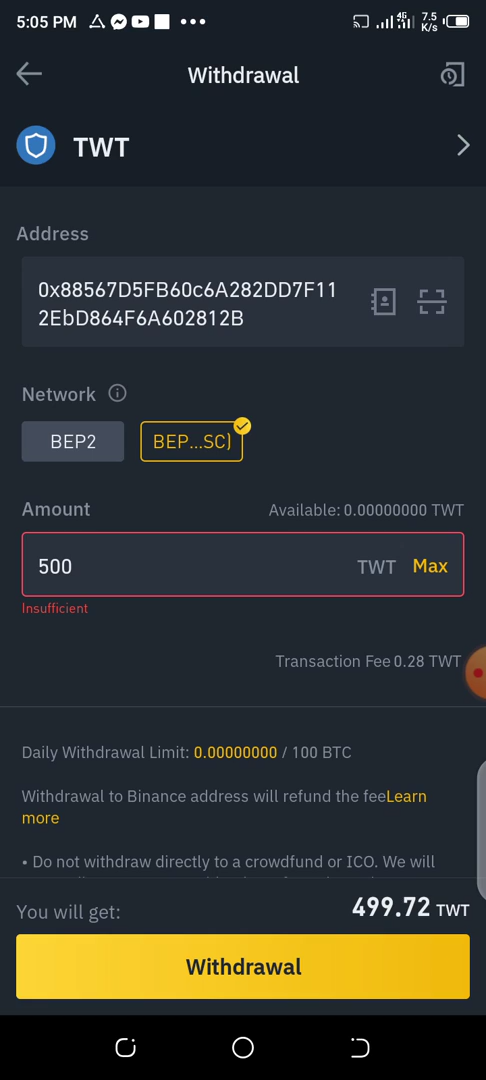 5:05 PM 4G 7.5 K/s
Withdrawal
TWT
Address
0x88567D5FB60c6A282DD7F11
2EbD864F6A602812B
Network
BEP2 BEP...SC)
Amount Available: 0.00000000 TWT
500 TWT Max
Insufficient
Transaction Fee 0.28 TWT
Daily Withdrawal Limit: 0.00000000 / 100 BTC
Withdrawal to Binance address will refund the feeLearn
more
• Do not withdraw directly to a crowdfund or ICO. We will
You will get: 499.72 TWT
Withdrawal